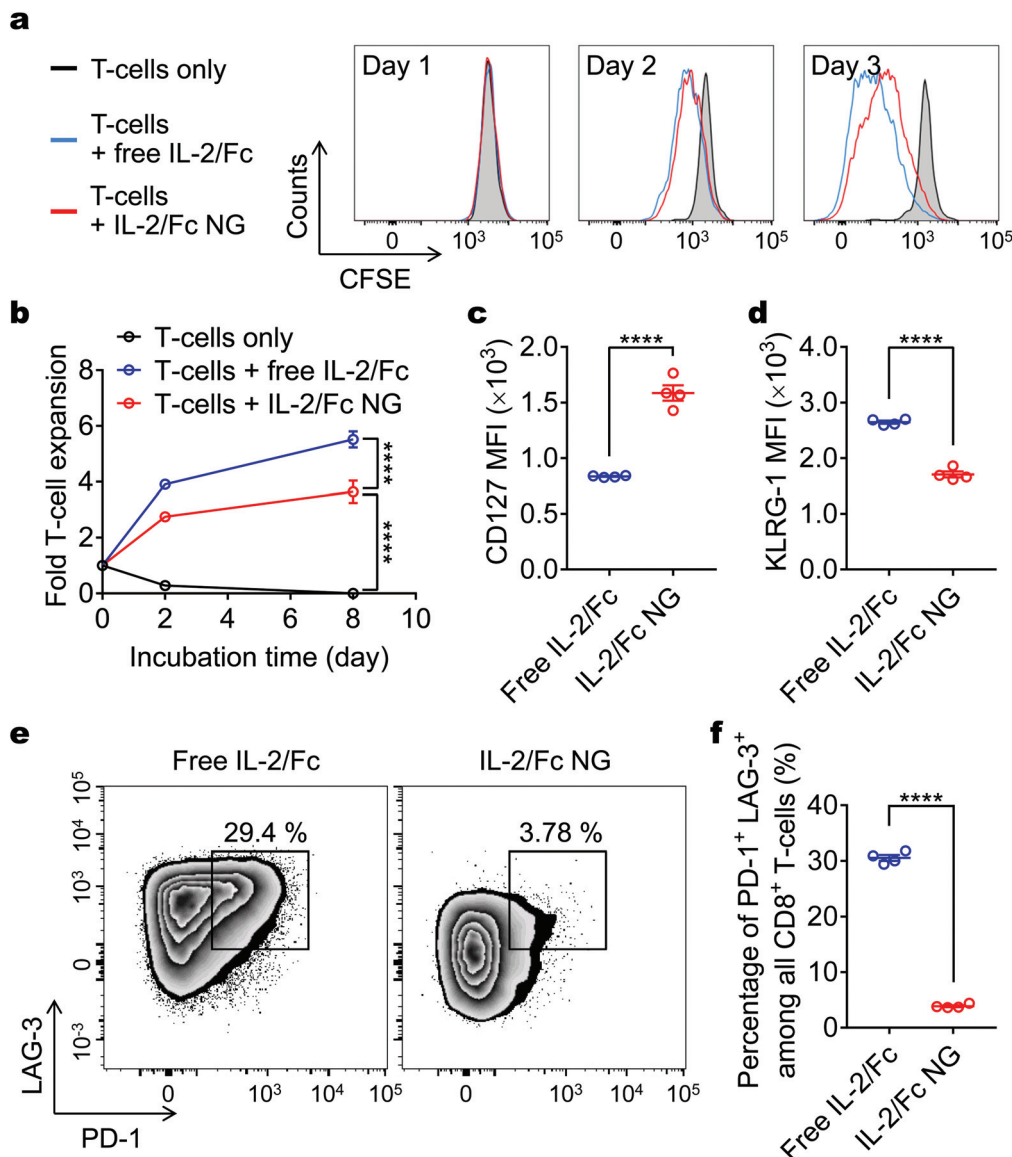 a
T-cells only
T-cells
+ free IL-2/Fc
T-cells
+ IL-2/Fc NG
Counts
CFSE
Day 1
0 10³ 10⁵
Day 2
0 10³ 10⁵
Day 3
0 10³ 10⁵
b
T-cells only
T-cells + free IL-2/Fc
T-cells + IL-2/Fc NG
Fold T-cell expansion
8
6
4
2
0
0 2 4 6 8 10
Incubation time (day)
****
****
c
CD127 MFI (×10³)
2.0
1.5
1.0
0.5
0.0
****
Free IL-2/Fc
IL-2/Fc NG
d
KLRG-1 MFI (×10³)
4.0
3.0
2.0
1.0
0.0
****
Free IL-2/Fc
IL-2/Fc NG
e
Free IL-2/Fc
29.4 %
IL-2/Fc NG
3.78 %
10⁵
10⁴
10³
0
10⁻³
LAG-3
PD-1
0 10³ 10⁴ 10⁵
0 10³ 10⁴ 10⁵
f
Percentage of PD-1⁺ LAG-3⁺
among all CD8⁺ T-cells (%)
40
30
20
10
0
****
Free IL-2/Fc
IL-2/Fc NG